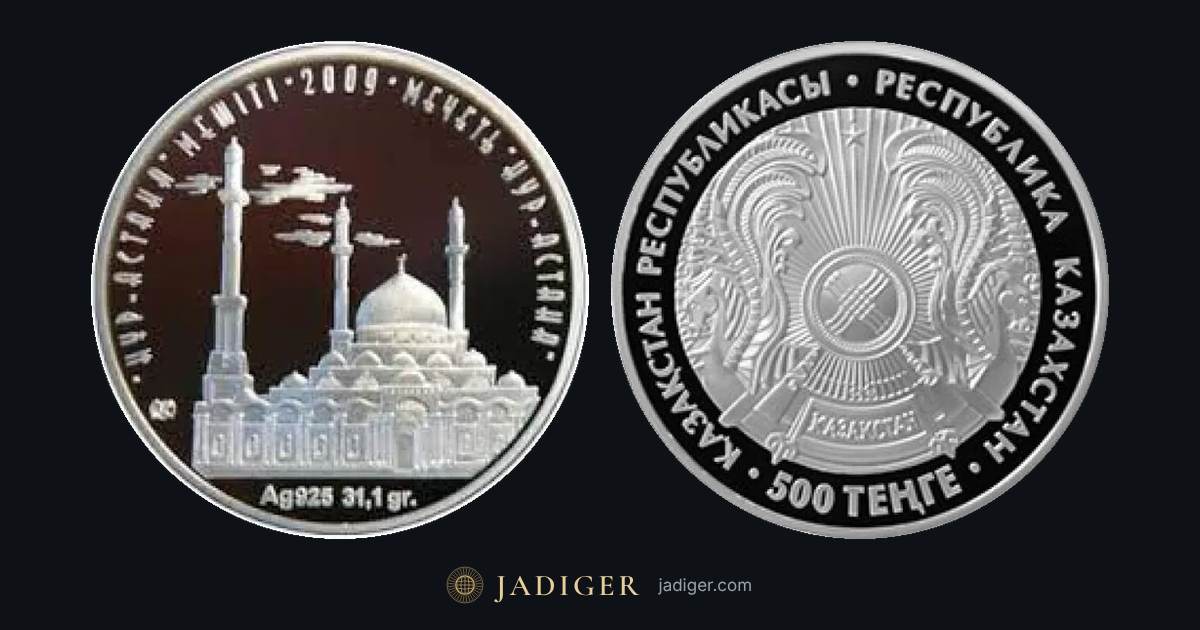 НУР-АСТАНА МЕШІТІ · 2009 · МЕЧЕТЬ НУР-АСТАНА
Ag925 31,1 gr.
ҚАЗАҚСТАН РЕСПУБЛИКАСЫ · РЕСПУБЛИКА КАЗАХСТАН
ҚАЗАҚСТАН
· 500 ТЕҢГЕ ·
JADIGER jadiger.com